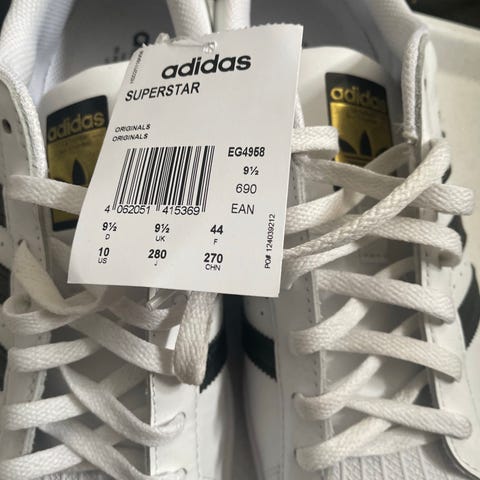 adidas
SUPERSTAR
ORIGINALS
ORIGINALS
EG4958
9½
690
EAN
4 062051 415369
9½ 9½ 44
D UK F
10 280 270
US J CHN
PO# 124039212
adidas
adidas